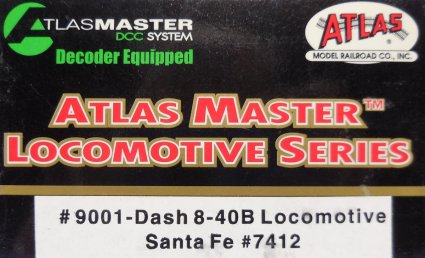 ATLASMASTER
DCC SYSTEM
Decoder Equipped
ATLAS
MODEL RAILROAD CO., INC.
ATLAS MASTER™
LOCOMOTIVE SERIES
#9001-Dash 8-40B Locomotive
Santa Fe #7412